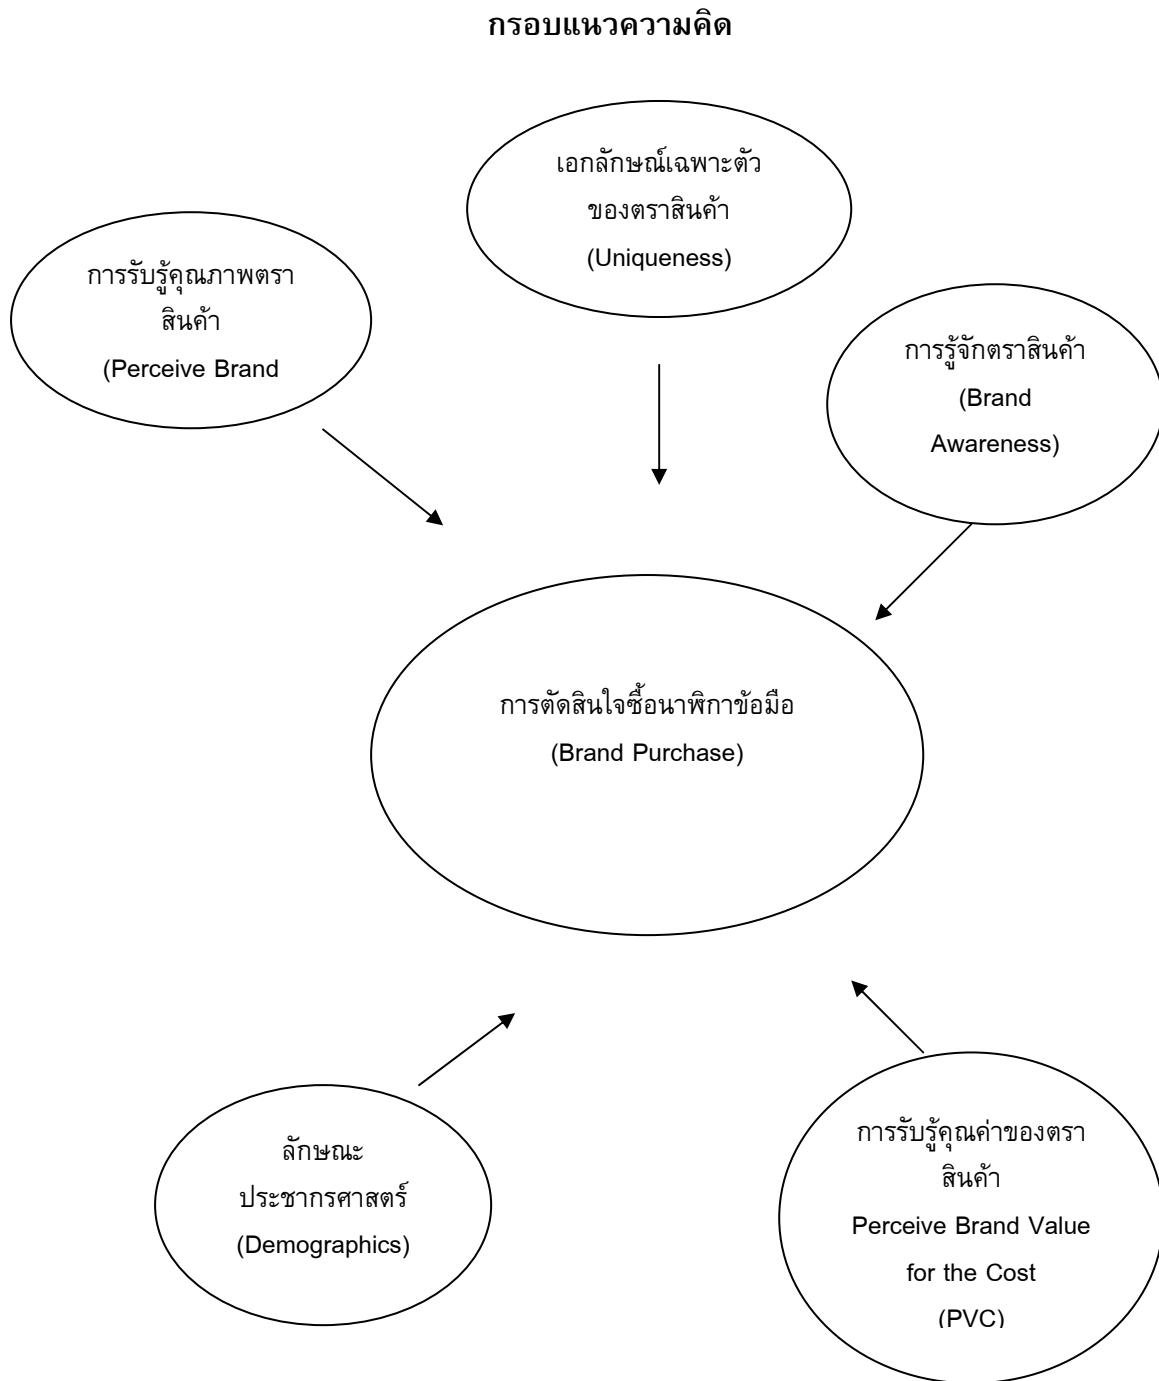 กรอบแนวความคิด
เอกลักษณ์เฉพาะตัว
ของตราสินค้า
(Uniqueness)
การรับรู้คุณภาพตรา
สินค้า
(Perceive Brand
การรู้จักตราสินค้า
(Brand
Awareness)
การตัดสินใจซื้อนาฬิกาข้อมือ
(Brand Purchase)
ลักษณะ
ประชากรศาสตร์
(Demographics)
การรับรู้คุณค่าของตรา
สินค้า
Perceive Brand Value
for the Cost
(PVC)